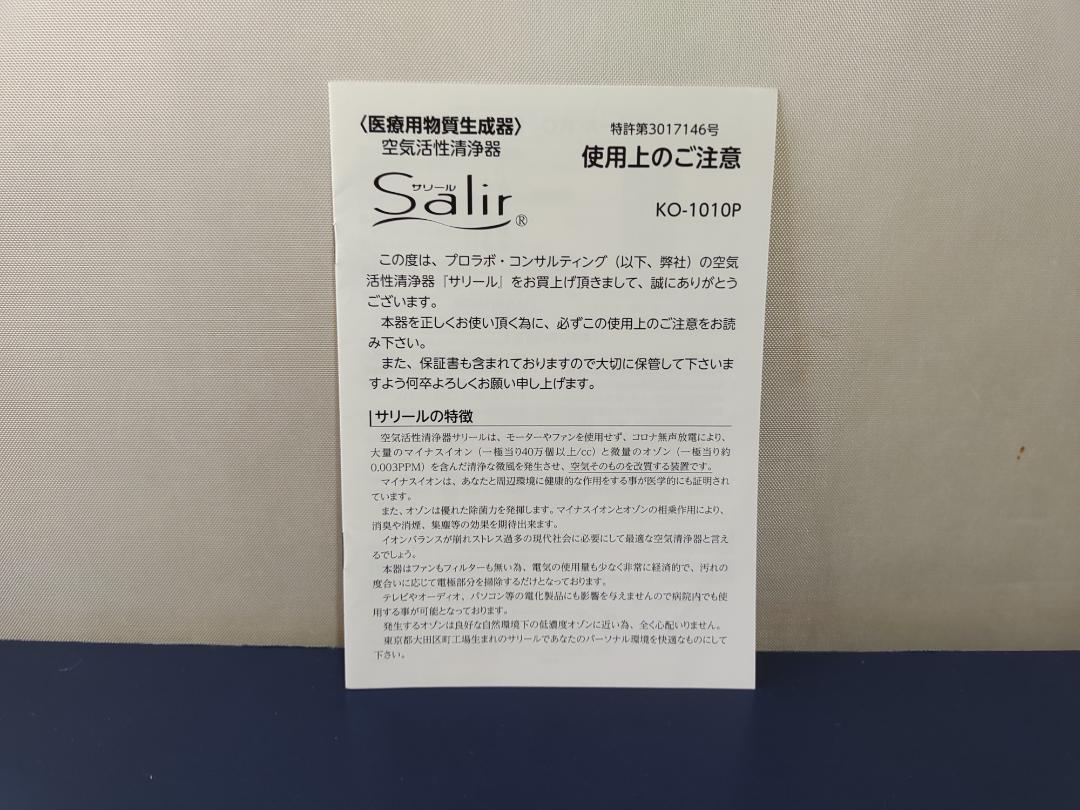 〈医療用物質生成器〉
空気活性清浄器
サリール
Salir®
特許第3017146号
使用上のご注意
KO-1010P
この度は、プロラボ・コンサルティング（以下、弊社）の空気
活性清浄器『サリール』をお買上げ頂きまして、誠にありがとう
ございます。
本器を正しくお使い頂く為に、必ずこの使用上のご注意をお読
み下さい。
また、保証書も含まれておりますので大切に保管して下さいま
すよう何卒よろしくお願い申し上げます。
サリールの特徴
空気活性清浄器サリールは、モーターやファンを使用せず、コロナ無声放電により、
大量のマイナスイオン（一極当り40万個以上/cc）と微量のオゾン（一極当り約
0.003PPM）を含んだ清浄な微風を発生させ、空気そのものを改質する装置です。
マイナスイオンは、あなたと周辺環境に健康的な作用をする事が医学的にも証明され
ています。
また、オゾンは優れた除菌力を発揮します。マイナスイオンとオゾンの相乗作用により、
消臭や消煙、集塵等の効果を期待出来ます。
イオンバランスが崩れストレス過多の現代社会に必要にして最適な空気清浄器と言え
るでしょう。
本器はファンもフィルターも無い為、電気の使用量も少なく非常に経済的で、汚れの
度合いに応じて電極部分を掃除するだけとなっております。
テレビやオーディオ、パソコン等の電化製品にも影響を与えませんので病院内でも使
用する事が可能となっております。
発生するオゾンは良好な自然環境下の低濃度オゾンに近い為、全く心配いりません。
東京都大田区町工場生まれのサリールであなたのパーソナル環境を快適なものにして
下さい。